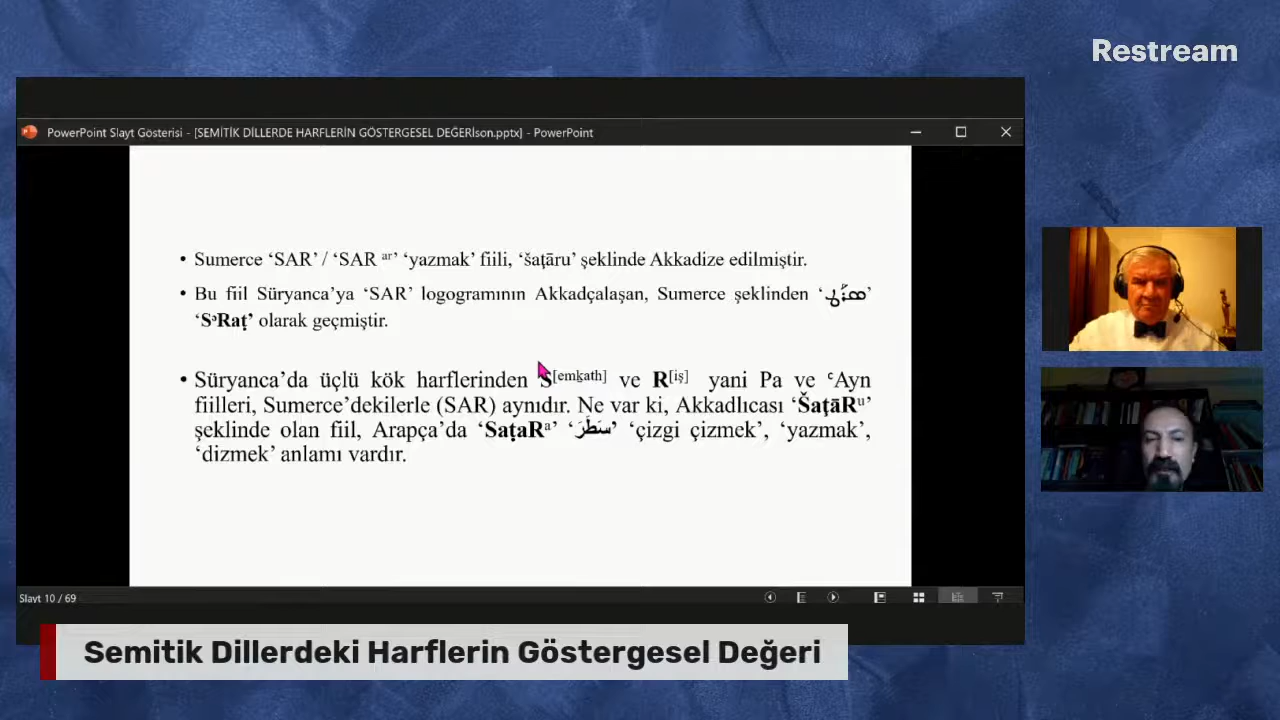 Restream
PowerPoint Slayt Gösterisi - [SEMİTİK DİLLERDE HARFLERİN GÖSTERGESEL DEĞERİson.pptx] - PowerPoint
• Sumerce ‘SAR’ / ‘SAR ᵃʳ’ ‘yazmak’ fiili, ‘šaṭāru’ şeklinde Akkadize edilmiştir.
• Bu fiil Süryanca’ya ‘SAR’ logogramının Akkadçalaşan, Sumerce şeklinden ‘ܣܪܰܛ’
‘SᵊRaṭ’ olarak geçmiştir.
• Süryanca’da üçlü kök harflerinden S[emḵath] ve R[iş] yani Pa ve ʿAyn
fiilleri, Sumerce’dekilerle (SAR) aynıdır. Ne var ki, Akkadlıcası ‘ŠaṭāRᵘ’
şeklinde olan fiil, Arapça’da ‘SaṭaRᵃ’ ‘سَطَرَ’ ‘çizgi çizmek’, ‘yazmak’,
‘dizmek’ anlamı vardır.
Slayt 10 / 69
Semitik Dillerdeki Harflerin Göstergesel Değeri